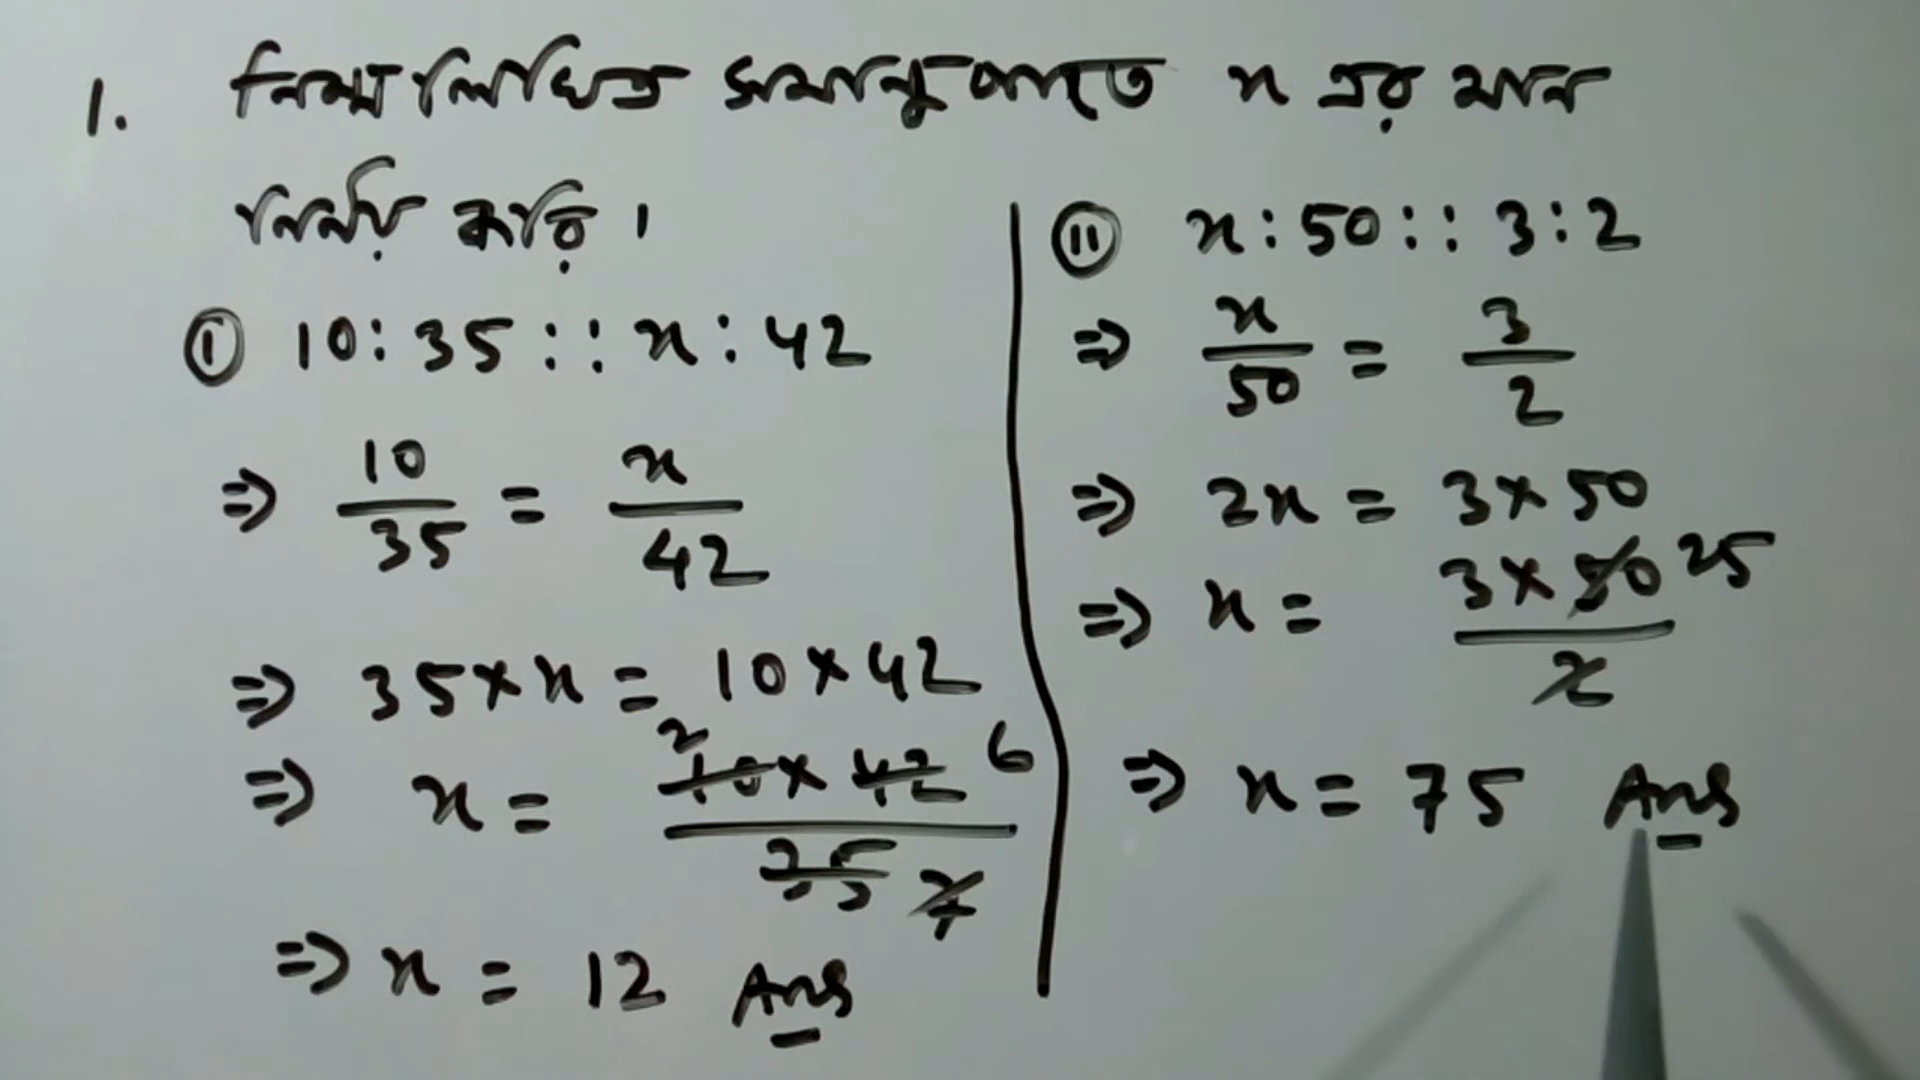 1. নিম্নলিখিত সমানুপাতে x এর মান
নির্ণয় করি।
(i) 10 : 35 :: x : 42
⇒ 10/35 = x/42
⇒ 35 × x = 10 × 42
⇒ x = 10 2 × 42 6 / 35 7
⇒ x = 12 Ans
(ii) x : 50 :: 3 : 2
⇒ x/50 = 3/2
⇒ 2x = 3 × 50
⇒ x = 3 × 50 25 / 2
⇒ x = 75 Ans